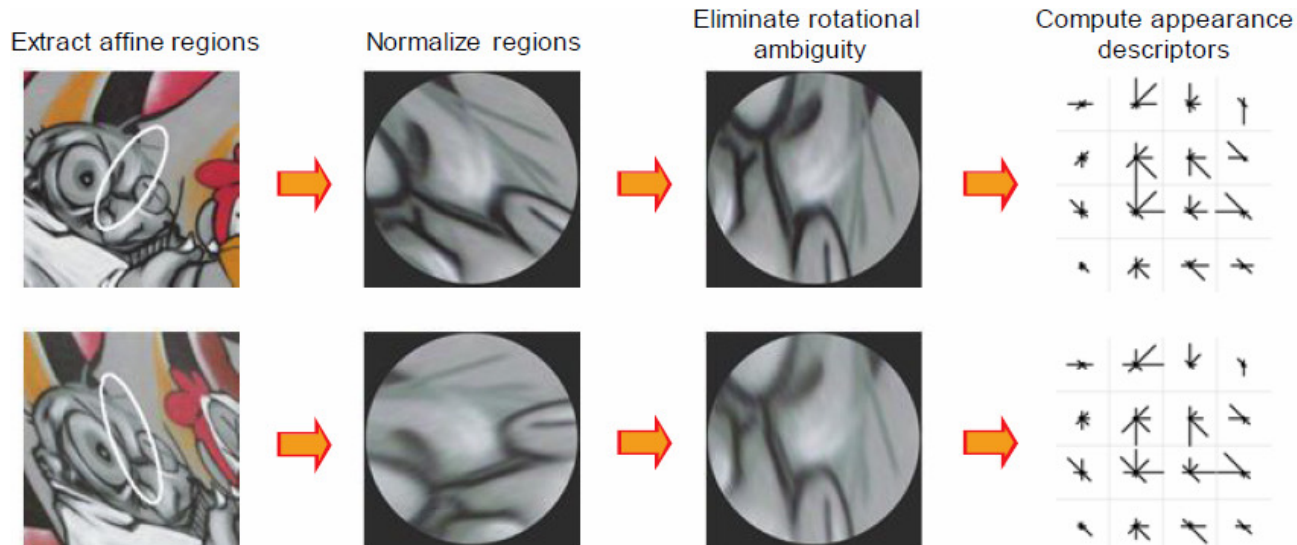 Extract affine regions
Normalize regions
Eliminate rotational
ambiguity
Compute appearance
descriptors